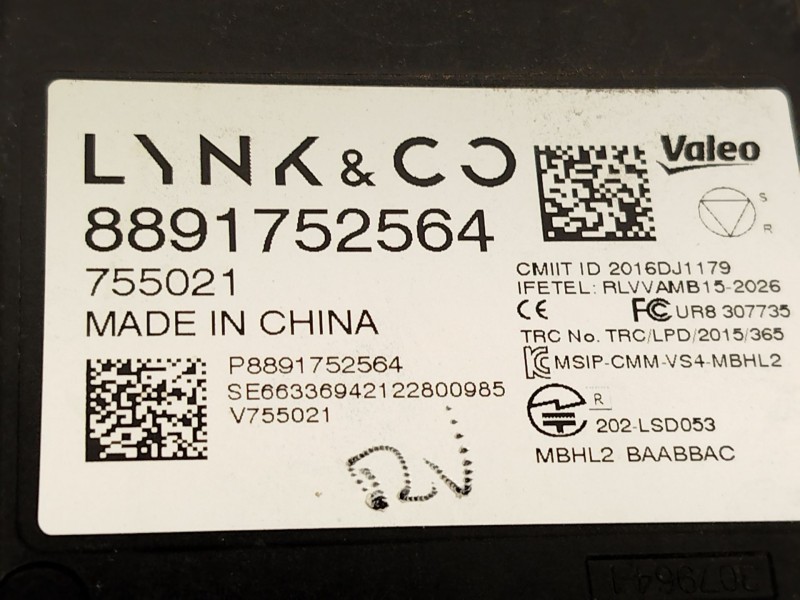 LYNK & CO
Valeo
8891752564
S
R
755021
MADE IN CHINA
CMIIT ID 2016DJ1179
IFETEL: RLVVAMB15-2026
CE FC UR8 307735
TRC No. TRC/LPD/2015/365
KC MSIP-CMM-VS4-MBHL2
P8891752564
SE66336942122800985
V755021
R
202-LSD053
MBHL2 BAABBAC